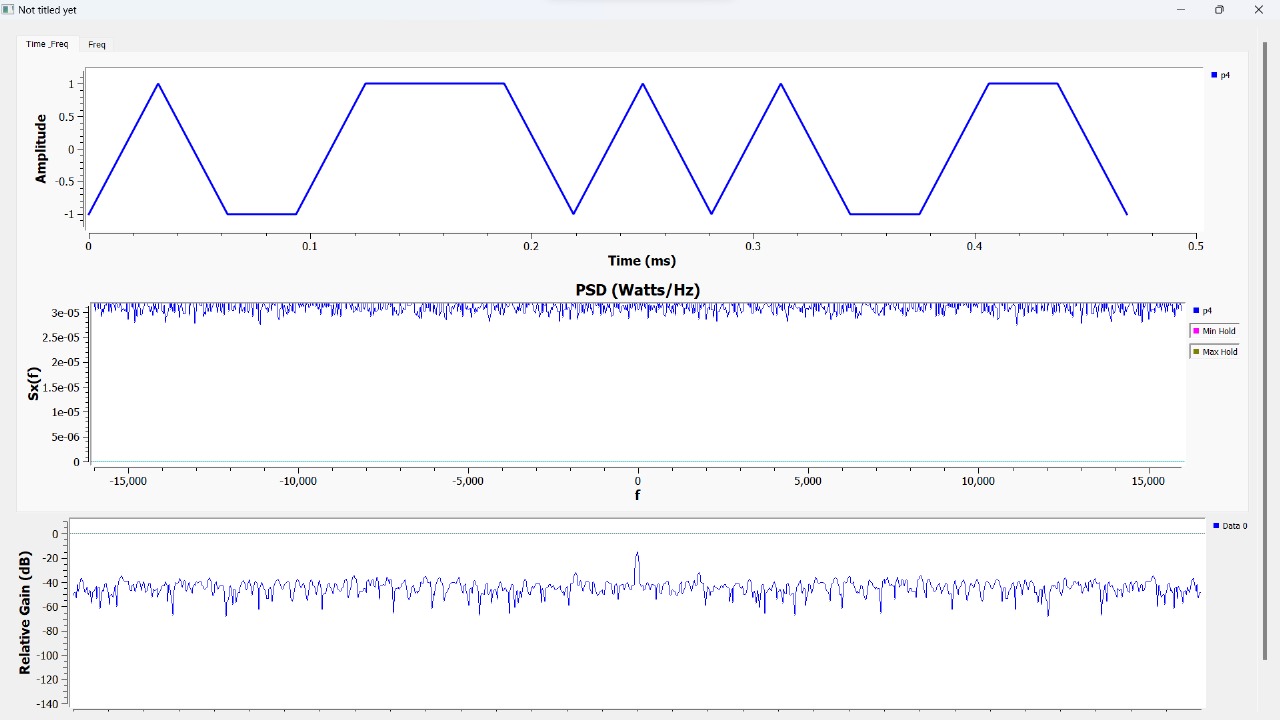 Not titled yet
Time _Freq Freq
p4
Amplitude
1
0.5
0
-0.5
-1
0 0.1 0.2 0.3 0.4 0.5
Time (ms)
PSD (Watts/Hz)
p4
Min Hold
Max Hold
Sx(f)
3e-05
2.5e-05
2e-05
1.5e-05
1e-05
5e-06
0
-15,000 -10,000 -5,000 0 5,000 10,000 15,000
f
Data 0
Relative Gain (dB)
0
-20
-40
-60
-80
-100
-120
-140